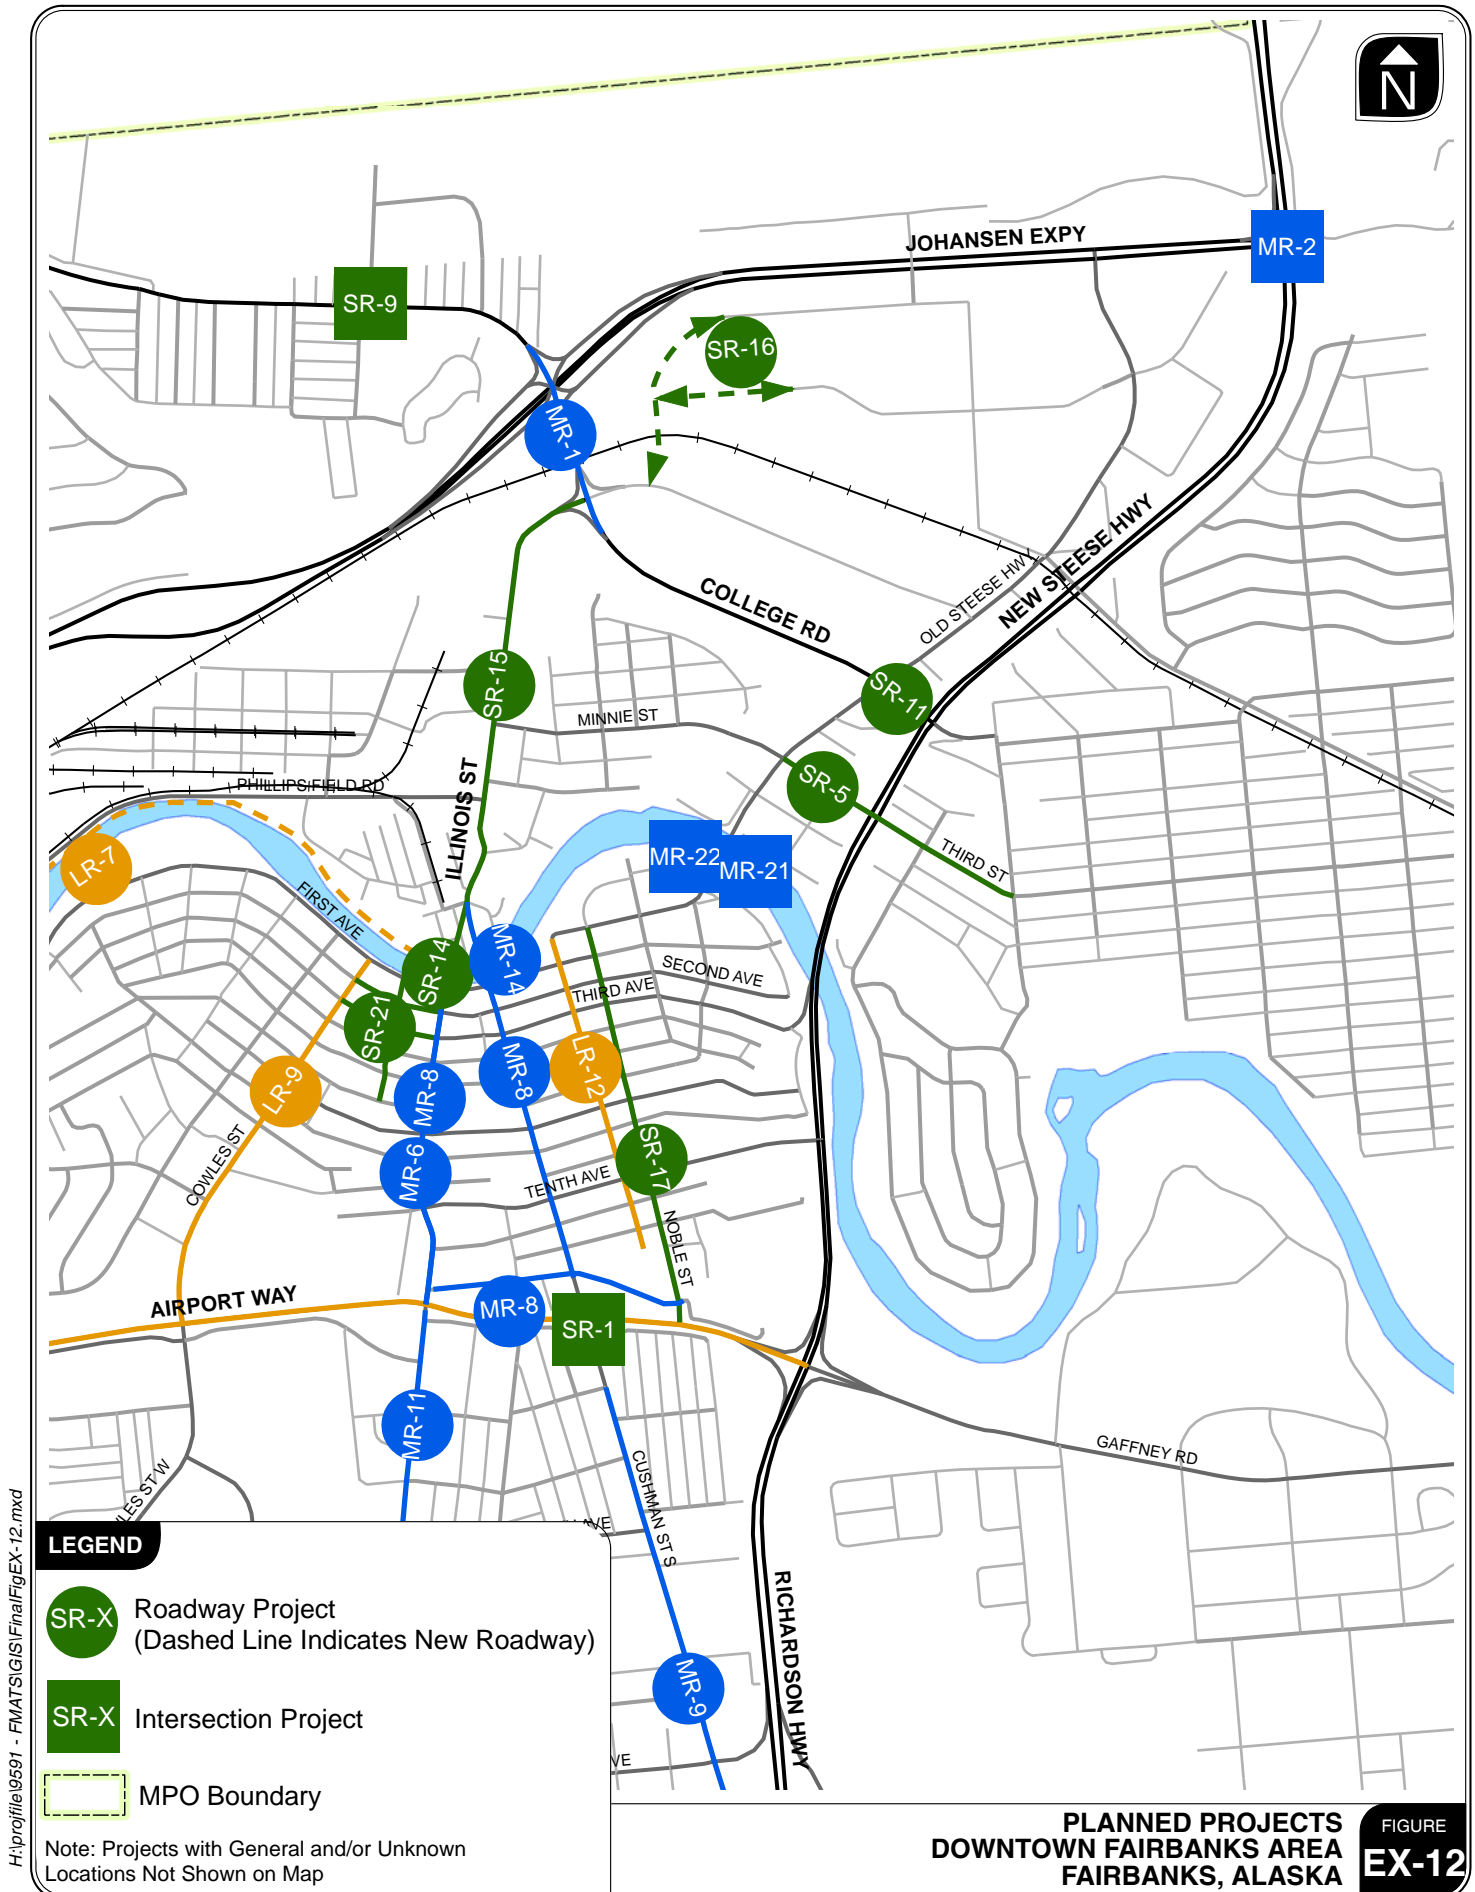 N
JOHANSEN EXPY
MR-2
SR-9
SR-16
MR-1
COLLEGE RD
OLD STEESE HWY
NEW STEESE HWY
SR-15
SR-11
MINNIE ST
ILLINOIS ST
PHILLIPS FIELD RD
SR-5
THIRD ST
MR-22
MR-21
LR-7
FIRST AVE
SR-14
MR-14
SECOND AVE
THIRD AVE
SR-21
LR-9
MR-8
MR-8
LR-12
COWLES ST
MR-6
TENTH AVE
SR-17
NOBLE ST
AIRPORT WAY
MR-8
SR-1
MR-11
GAFFNEY RD
CUSHMAN ST S
LES ST W
AVE
RICHARDSON HWY
MR-9
VE
LEGEND
SR-X Roadway Project
(Dashed Line Indicates New Roadway)
SR-X Intersection Project
MPO Boundary
Note: Projects with General and/or Unknown
Locations Not Shown on Map
PLANNED PROJECTS
DOWNTOWN FAIRBANKS AREA
FAIRBANKS, ALASKA
FIGURE
EX-12
H:\projfile\9591 - FMATS\GIS\FinalFigEX-12.mxd